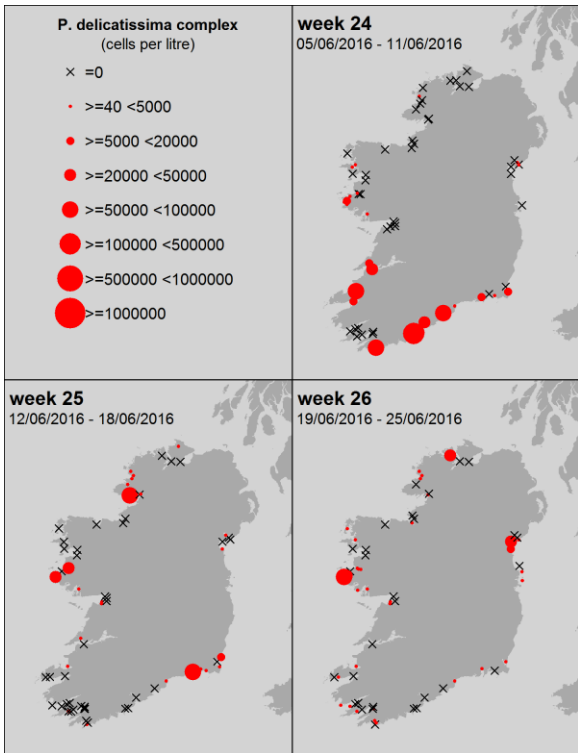 P. delicatissima complex
(cells per litre)
=0
>=40 <5000
>=5000 <20000
>=20000 <50000
>=50000 <100000
>=100000 <500000
>=500000 <1000000
>=1000000
week 24
05/06/2016 - 11/06/2016
week 25
12/06/2016 - 18/06/2016
week 26
19/06/2016 - 25/06/2016